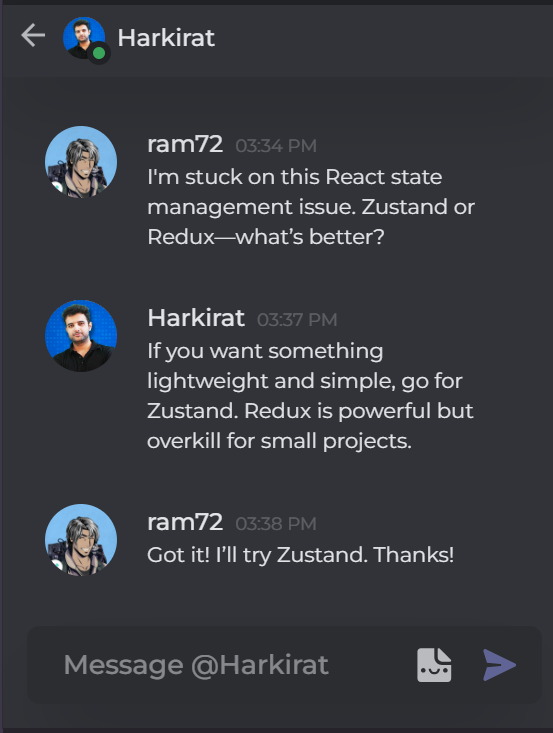 Harkirat
ram72 03:34 PM
I'm stuck on this React state
management issue. Zustand or
Redux—what’s better?
Harkirat 03:37 PM
If you want something
lightweight and simple, go for
Zustand. Redux is powerful but
overkill for small projects.
ram72 03:38 PM
Got it! I’ll try Zustand. Thanks!
Message @Harkirat